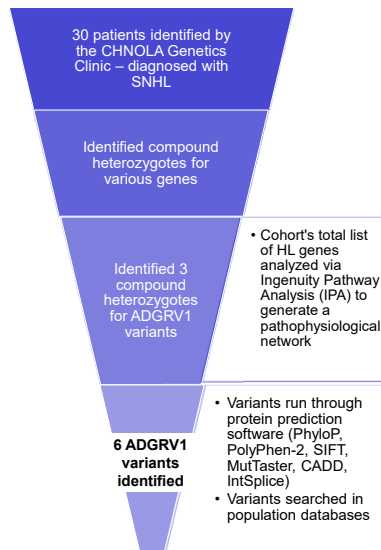 30 patients identified by
the CHNOLA Genetics
Clinic – diagnosed with
SNHL
Identified compound
heterozygotes for
various genes
Identified 3
compound
heterozygotes
for ADGRV1
variants
• Cohort's total list
of HL genes
analyzed via
Ingenuity Pathway
Analysis (IPA) to
generate a
pathophysiological
network
6 ADGRV1
variants
identified
• Variants run through
protein prediction
software (PhyloP,
PolyPhen-2, SIFT,
MutTaster, CADD,
IntSplice)
• Variants searched in
population databases